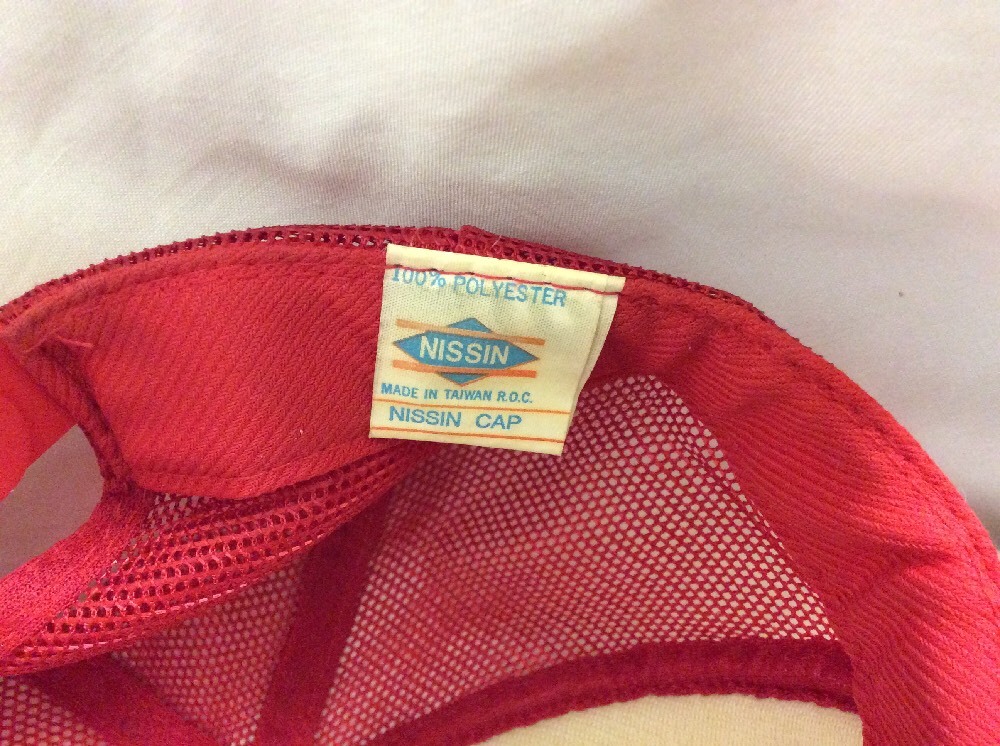 100% POLYESTER
NISSIN
MADE IN TAIWAN R.O.C.
NISSIN CAP